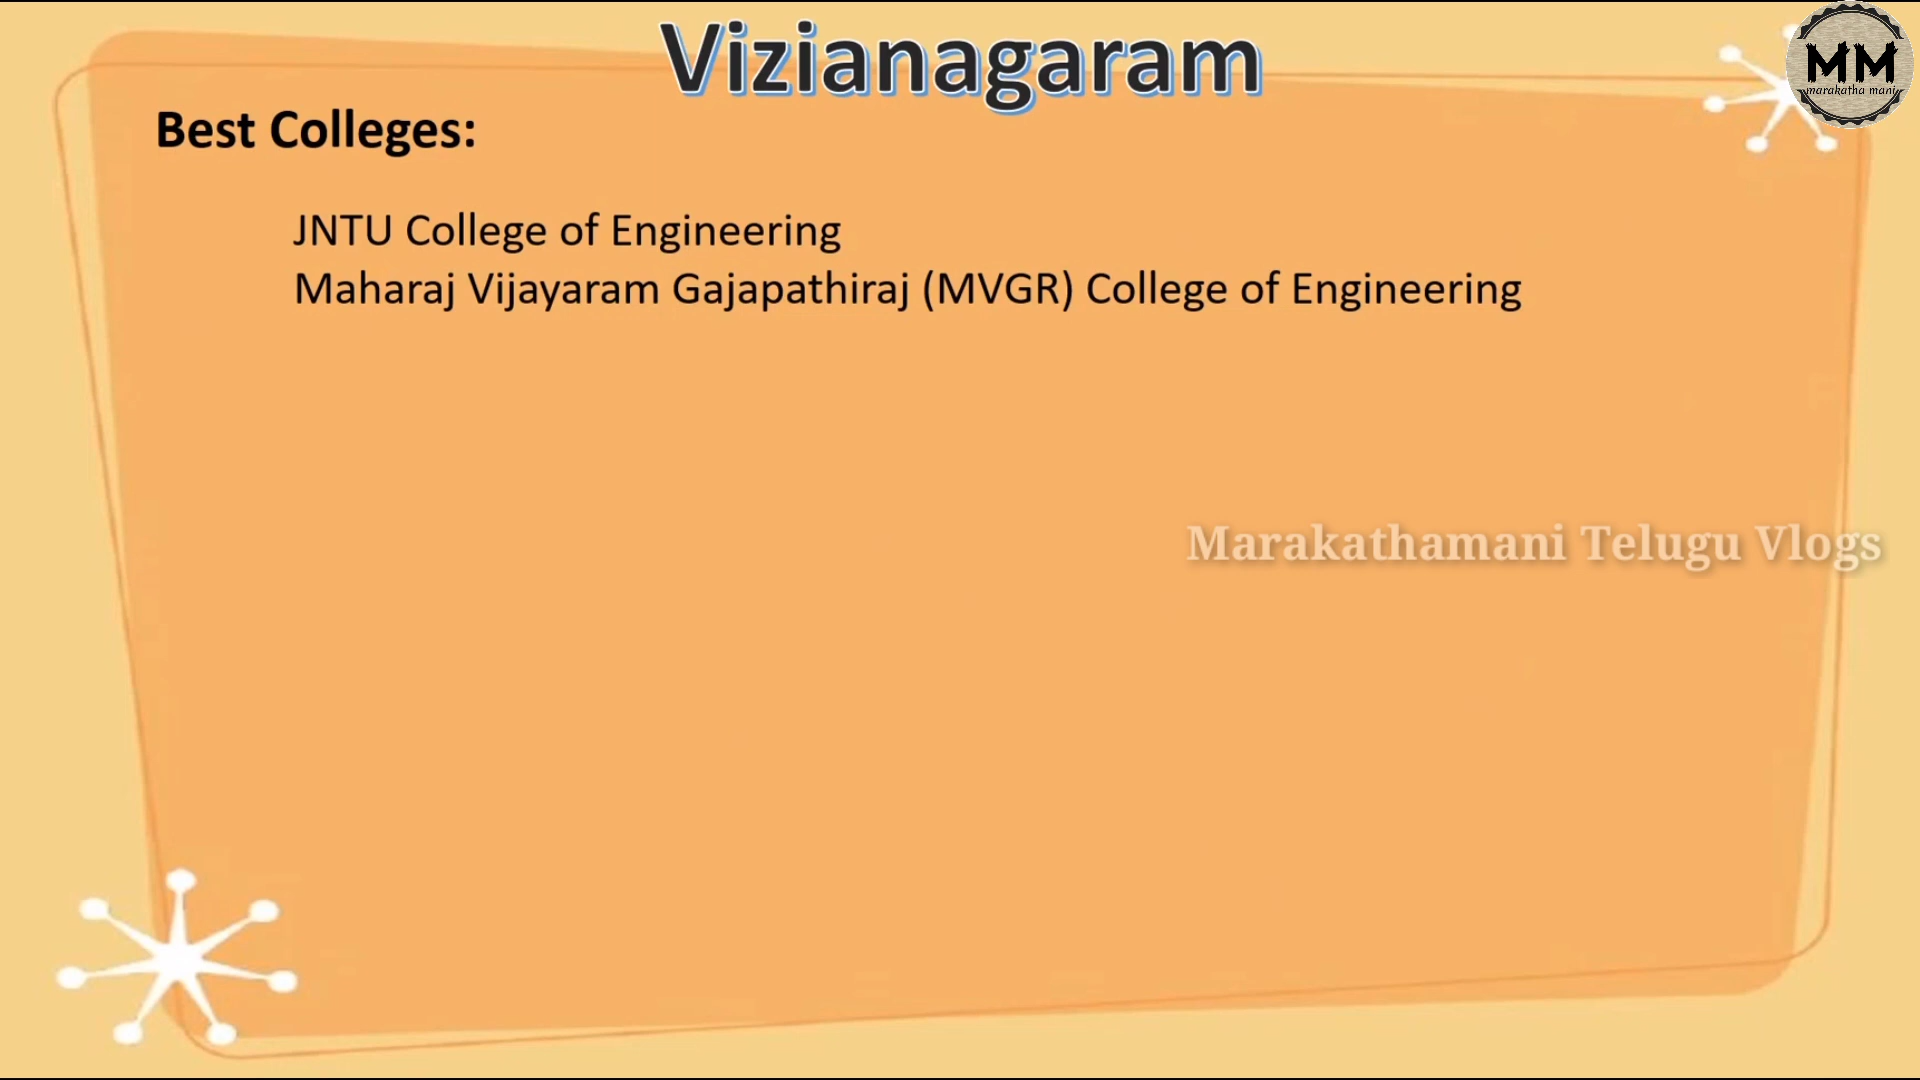 Vizianagaram
MM
marakatha mani
Best Colleges:
JNTU College of Engineering
Maharaj Vijayaram Gajapathiraj (MVGR) College of Engineering
Marakathamani Telugu Vlogs